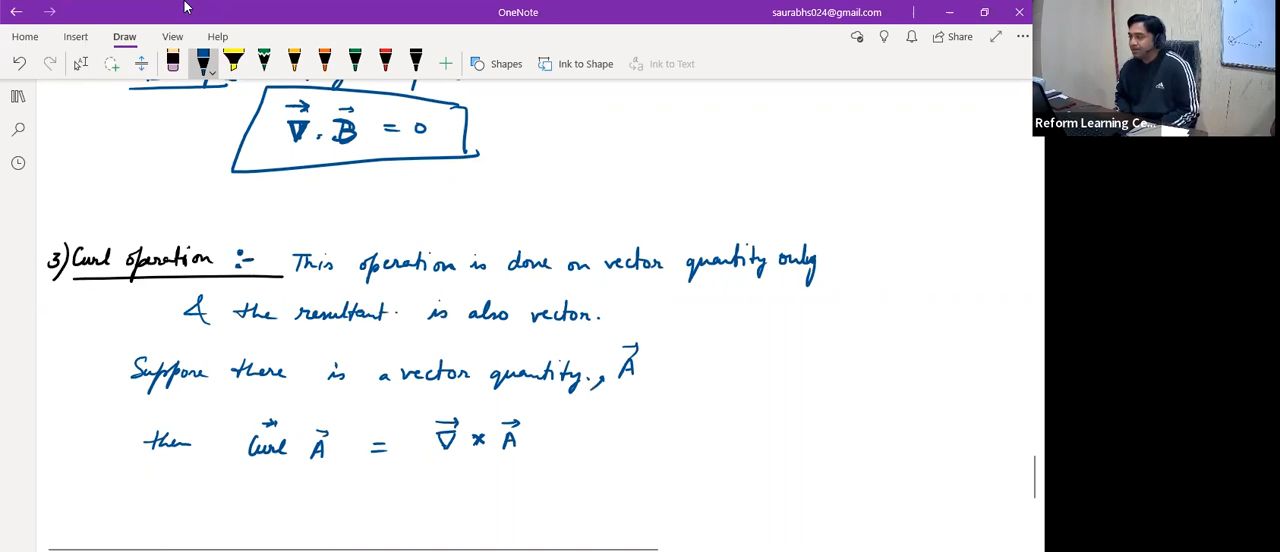 OneNote
saurabhs024@gmail.com
Home Insert Draw View Help
Share
Shapes Ink to Shape Ink to Text
Reform Learning Ce...
∇⃗ . B⃗ = 0
3) Curl operation :- This operation is done on vector quantity only
& the resultant. is also vector.
Suppose there is a vector quantity., A⃗
then Curl A⃗ = ∇⃗ × A⃗